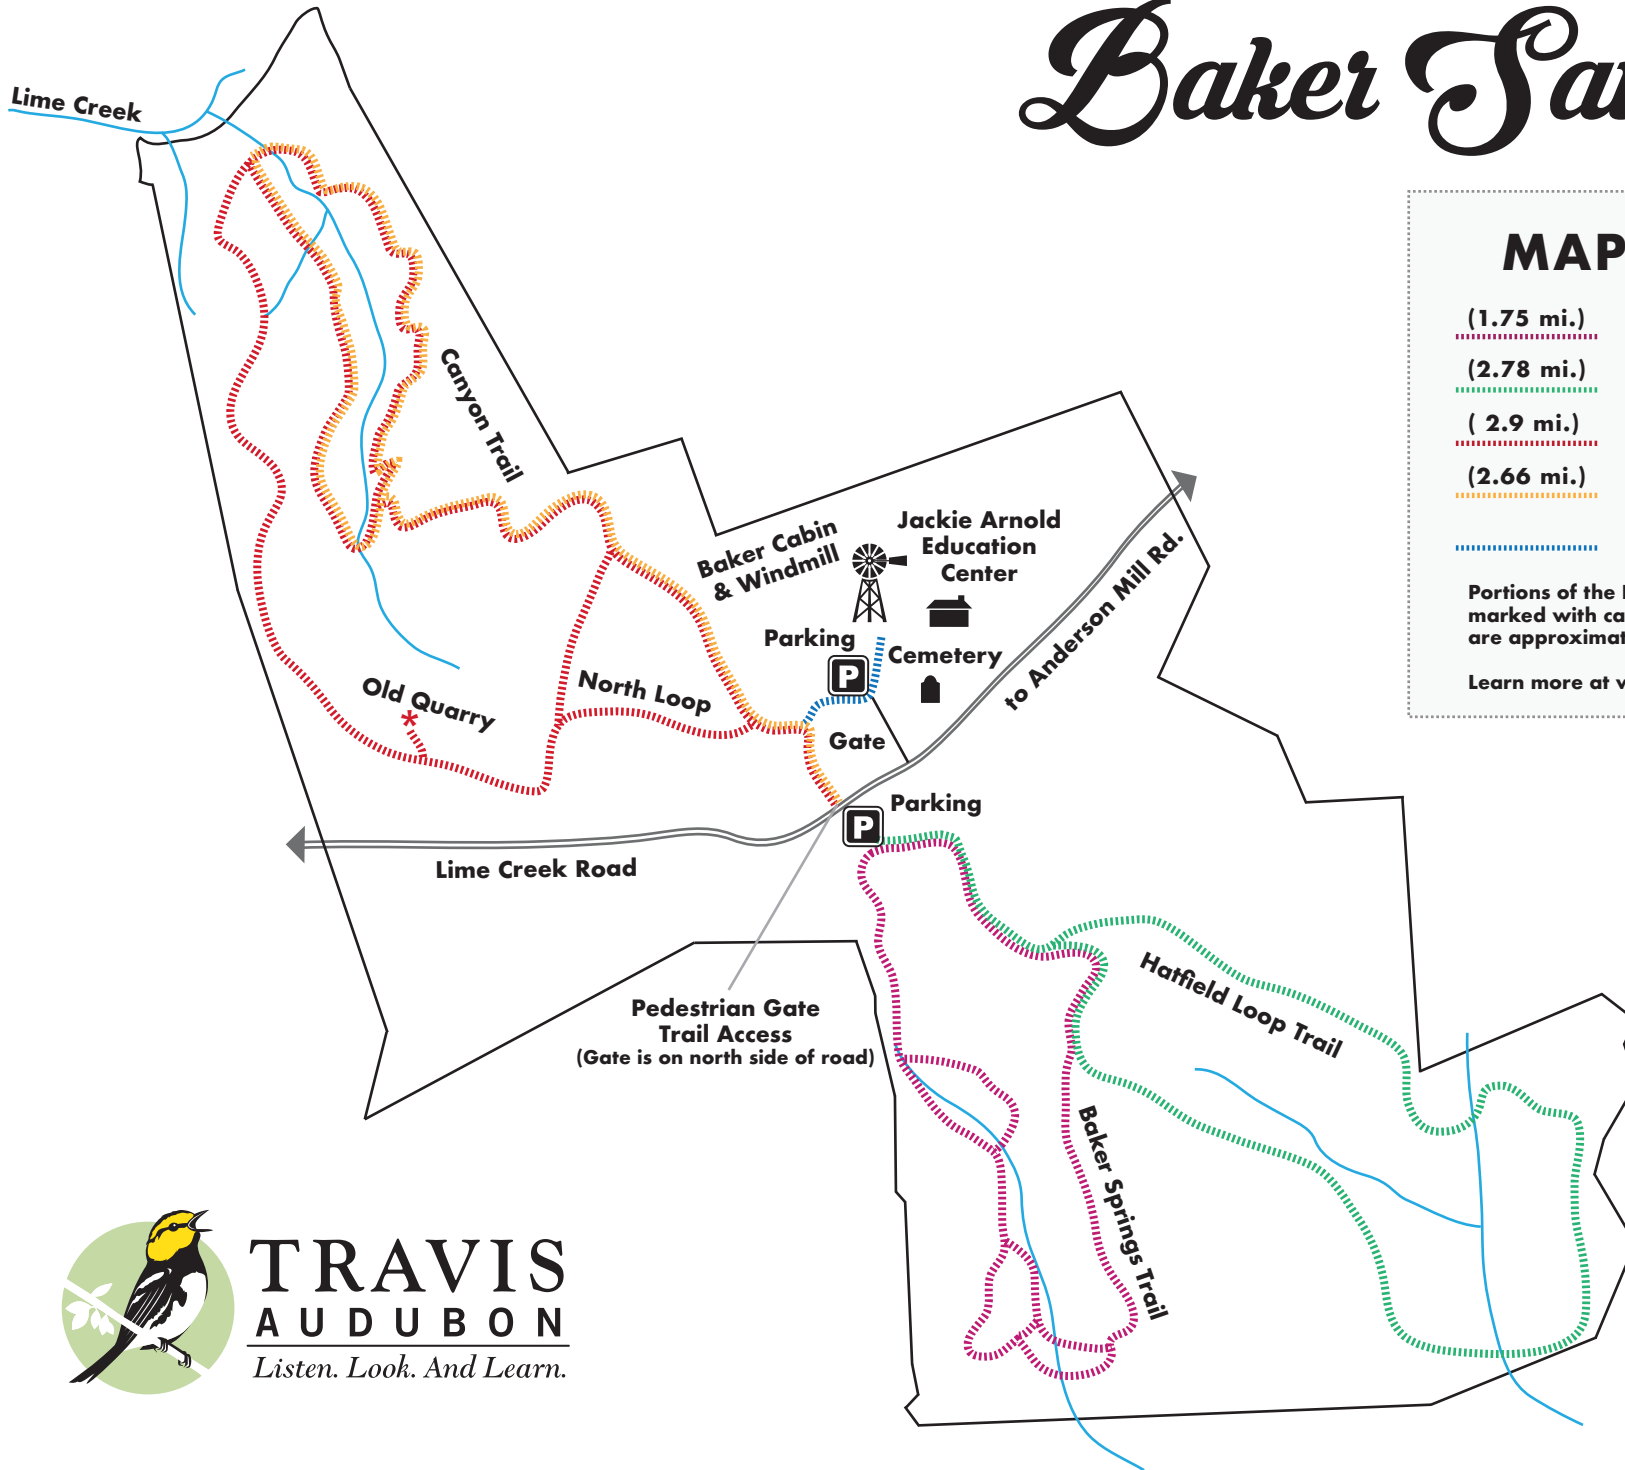 Baker
Lime Creek
MAP
(1.75 mi.)
(2.78 mi.)
( 2.9 mi.)
(2.66 mi.)
Portions of the
marked with
are
Learn more at
Canyon Trail
Baker Cabin
& Windmill
Jackie Arnold
Education
Center
to Anderson Mill Rd.
Parking
P
Cemetery
Old Quarry
*
North Loop
Gate
Parking
P
Lime Creek Road
Pedestrian Gate
Trail Access
(Gate is on north side of road)
Hatfield Loop Trail
Baker Springs Trail
TRAVIS
AUDUBON
Listen. Look. And Learn.